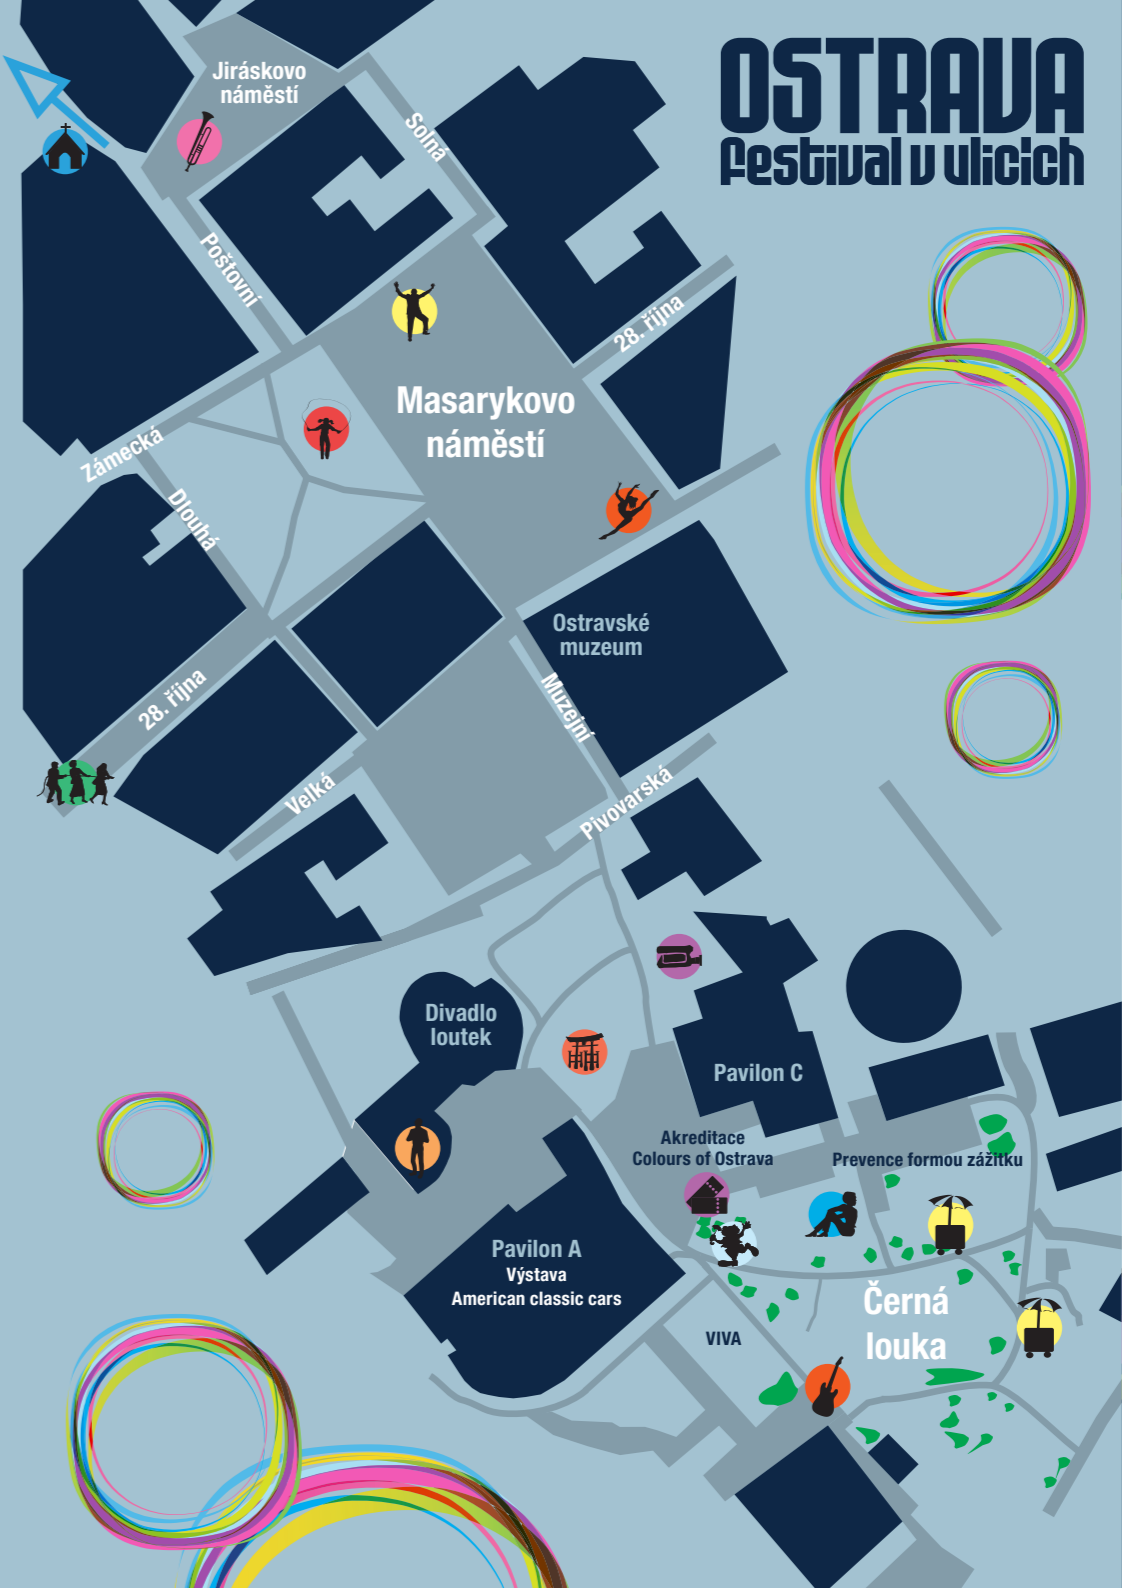 OSTRAVA
festival v ulicích
Jiráskovo
náměstí
Solná
Poštovní
28. října
Masarykovo
náměstí
Zámecká
Dlouhá
Ostravské
muzeum
28. října
Muzejní
Velká
Pivovarská
Divadlo
loutek
Pavilon C
Akreditace
Colours of Ostrava
Prevence formou zážitku
Pavilon A
Výstava
American classic cars
Černá
louka
VIVA